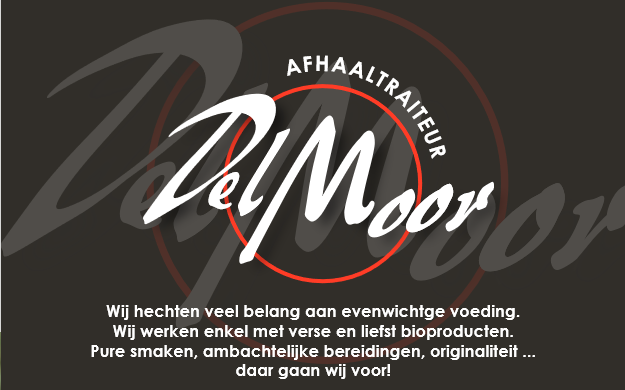 AFHAALTRAITEUR
DelMoor
Wij hechten veel belang aan evenwichtge voeding.
Wij werken enkel met verse en liefst bioproducten.
Pure smaken, ambachtelijke bereidingen, originaliteit ...
daar gaan wij voor!